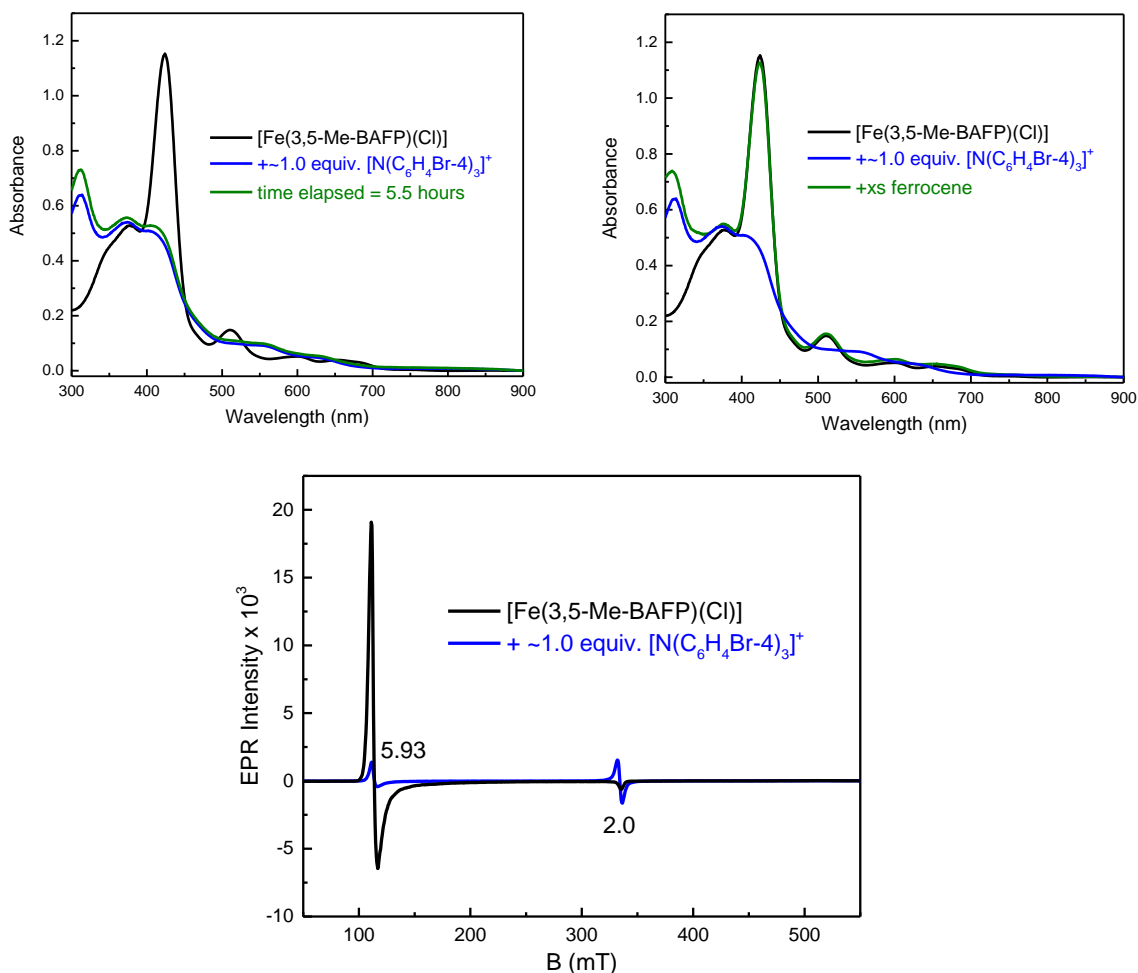 1.2
1.0
0.8
0.6
0.4
0.2
0.0
Absorbance
[Fe(3,5-Me-BAFP)(Cl)]
+~1.0 equiv. [N(C₆H₄Br-4)₃]⁺
time elapsed = 5.5 hours
300 400 500 600 700 800 900
Wavelength (nm)
1.2
1.0
0.8
0.6
0.4
0.2
0.0
Absorbance
[Fe(3,5-Me-BAFP)(Cl)]
+~1.0 equiv. [N(C₆H₄Br-4)₃]⁺
+xs ferrocene
300 400 500 600 700 800 900
Wavelength (nm)
20
15
10
5
0
-5
-10
EPR Intensity x 10³
[Fe(3,5-Me-BAFP)(Cl)]
+ ~1.0 equiv. [N(C₆H₄Br-4)₃]⁺
5.93
2.0
100 200 300 400 500
B (mT)